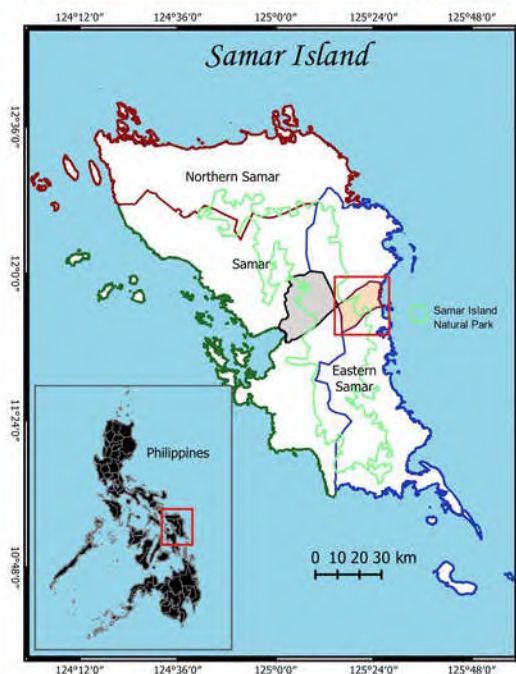 124°12'0" 124°36'0" 125°0'0" 125°24'0" 125°48'0"
Samar Island
12°36'0"
Northern Samar
12°0'0"
Samar
Samar Island
Natural Park
Eastern
Samar
11°24'0"
Philippines
10°48'0"
0 10 20 30 km
124°12'0" 124°36'0" 125°0'0" 125°24'0" 125°48'0"